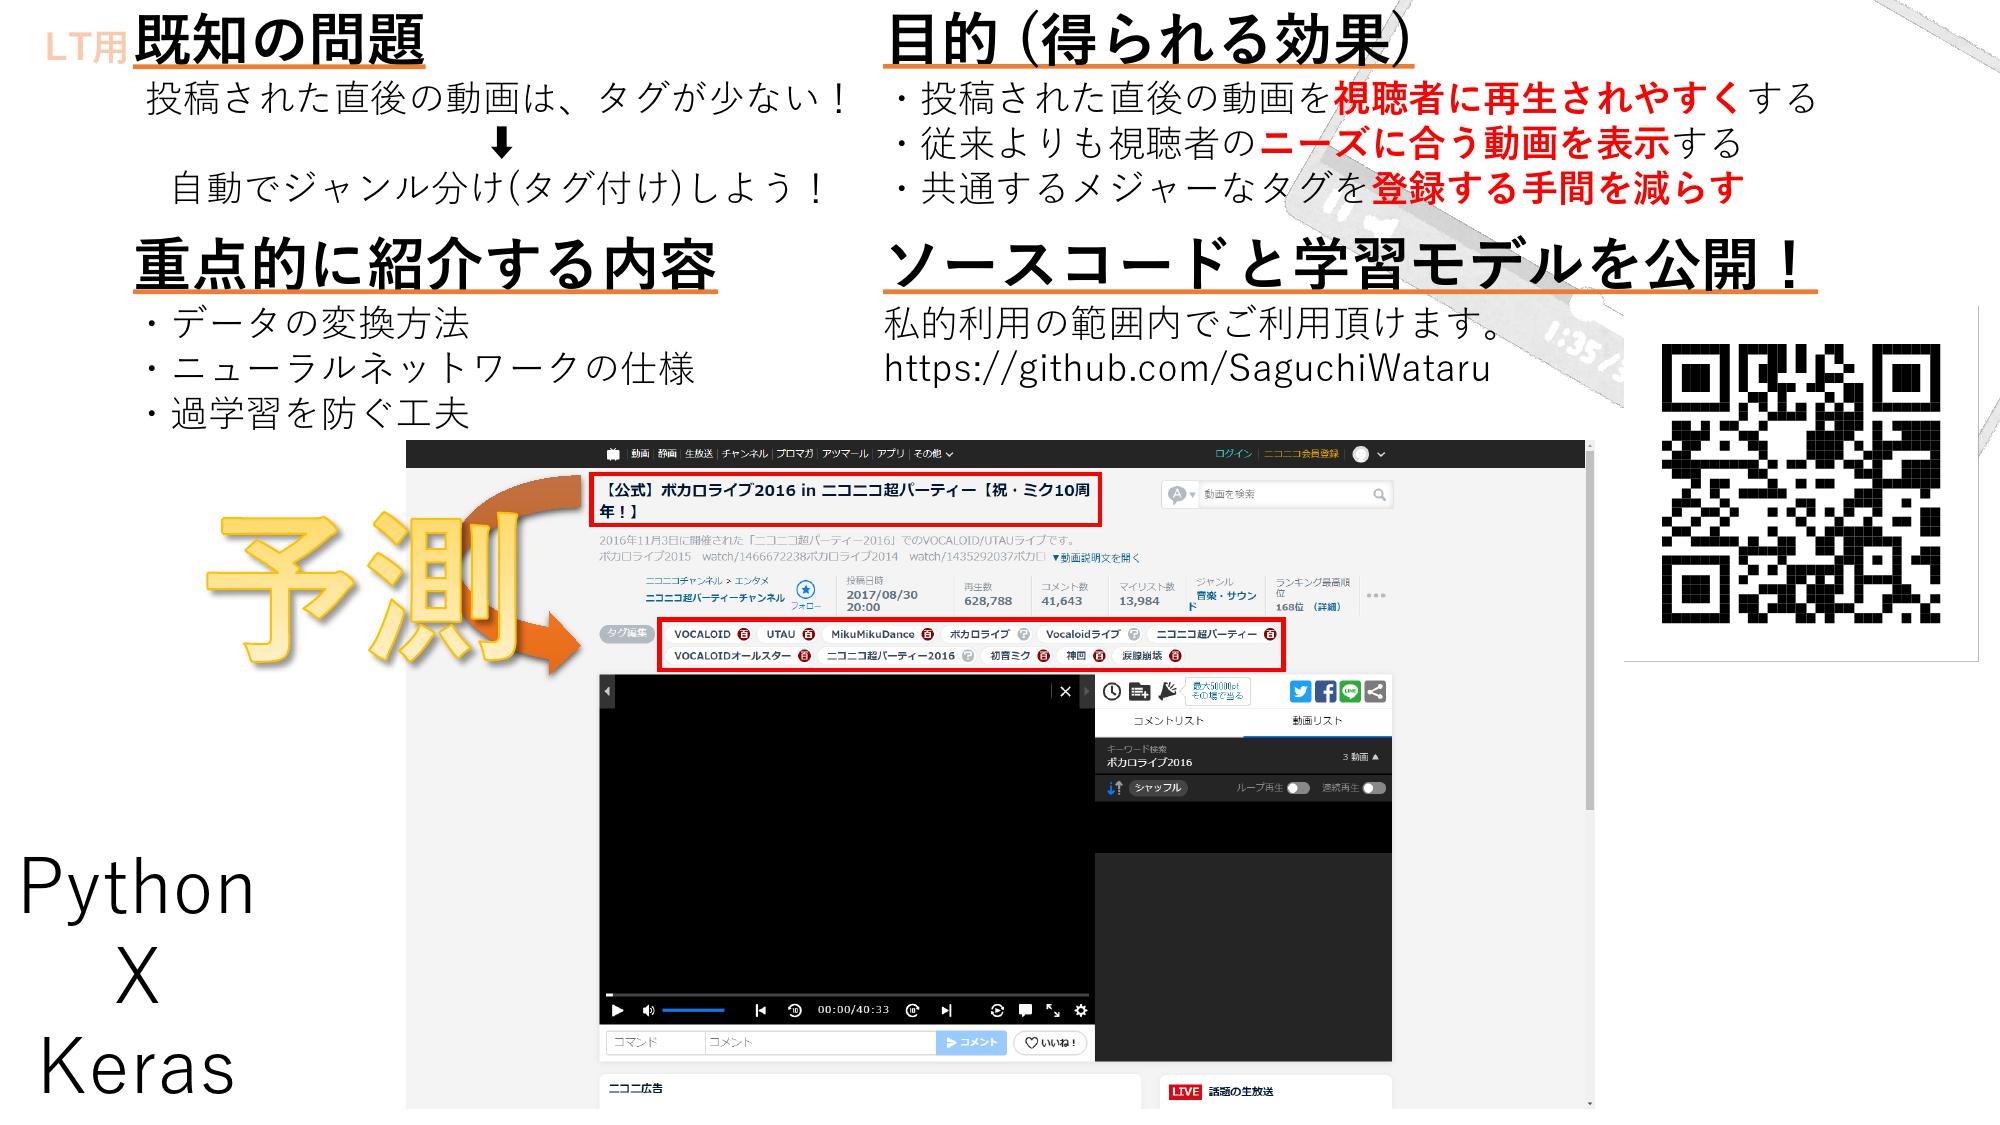 LT用
既知の問題
投稿された直後の動画は、タグが少ない！
⬇
自動でジャンル分け(タグ付け)しよう！
目的 (得られる効果)
・投稿された直後の動画を視聴者に再生されやすくする
・従来よりも視聴者のニーズに合う動画を表示する
・共通するメジャーなタグを登録する手間を減らす
重点的に紹介する内容
・データの変換方法
・ニューラルネットワークの仕様
・過学習を防ぐ工夫
ソースコードと学習モデルを公開！
私的利用の範囲内でご利用頂けます。
https://github.com/SaguchiWataru
1:35/3
予測
動画 静画 生放送 チャンネル ブロマガ アツマール アプリ その他
ログイン ニコニコ会員登録
【公式】ボカロライブ2016 in ニコニコ超パーティー【祝・ミク10周
年！】
動画を検索
2016年11月3日に開催された「ニコニコ超パーティー2016」でのVOCALOID/UTAUライブです。
ボカロライブ2015 watch/1466672238ボカロライブ2014 watch/1435292037ボカロ ▼動画説明文を開く
ニコニコチャンネル > エンタメ
ニコニコ超パーティーチャンネル
フォロー
投稿日時
2017/08/30
20:00
再生数
628,788
コメント数
41,643
マイリスト数
13,984
ジャンル
音楽・サウン
ド
ランキング最高順
位
168位 （詳細）
タグ編集
VOCALOID 百 UTAU 百 MikuMikuDance 百 ボカロライブ ? Vocaloidライブ ? ニコニコ超パーティー 百
VOCALOIDオールスター 百 ニコニコ超パーティー2016 ? 初音ミク 百 神回 百 涙腺崩壊 百
最大50000pt
その場で当る
コメントリスト 動画リスト
キーワード検索
ボカロライブ2016
3 動画 ▲
シャッフル ループ再生 連続再生
00:00/40:33
コマンド コメント コメント いいね！
ニコニ広告
LIVE 話題の生放送
Python
X
Keras